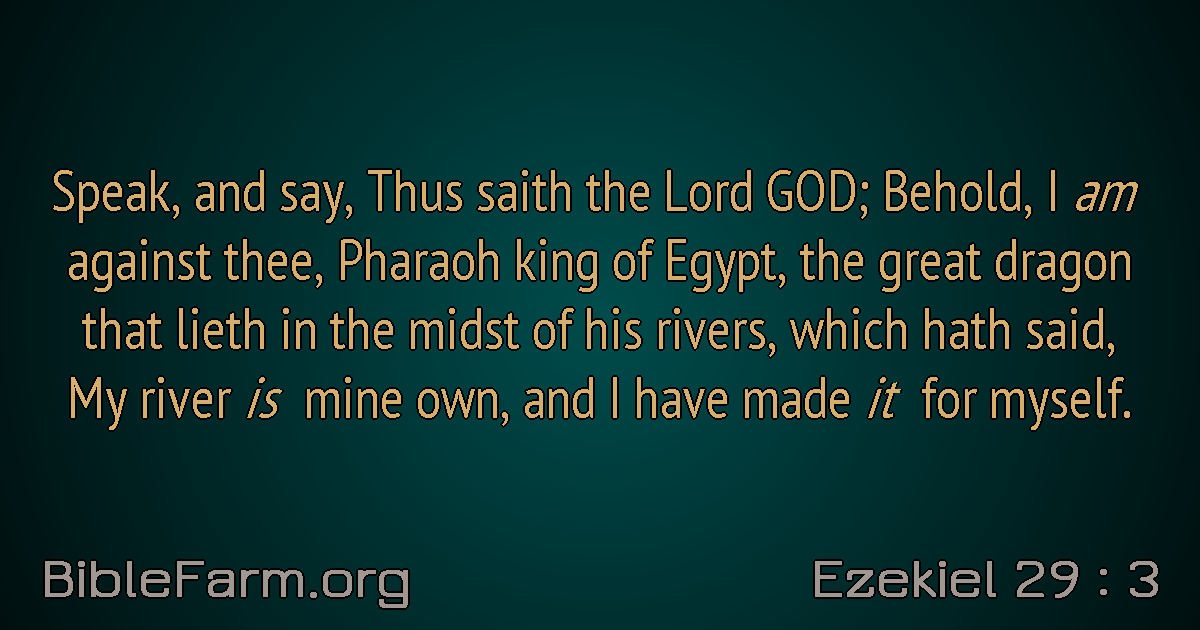 Speak, and say, Thus saith the Lord GOD; Behold, I am
against thee, Pharaoh king of Egypt, the great dragon
that lieth in the midst of his rivers, which hath said,
My river is mine own, and I have made it for myself.
BibleFarm.org
Ezekiel 29 : 3